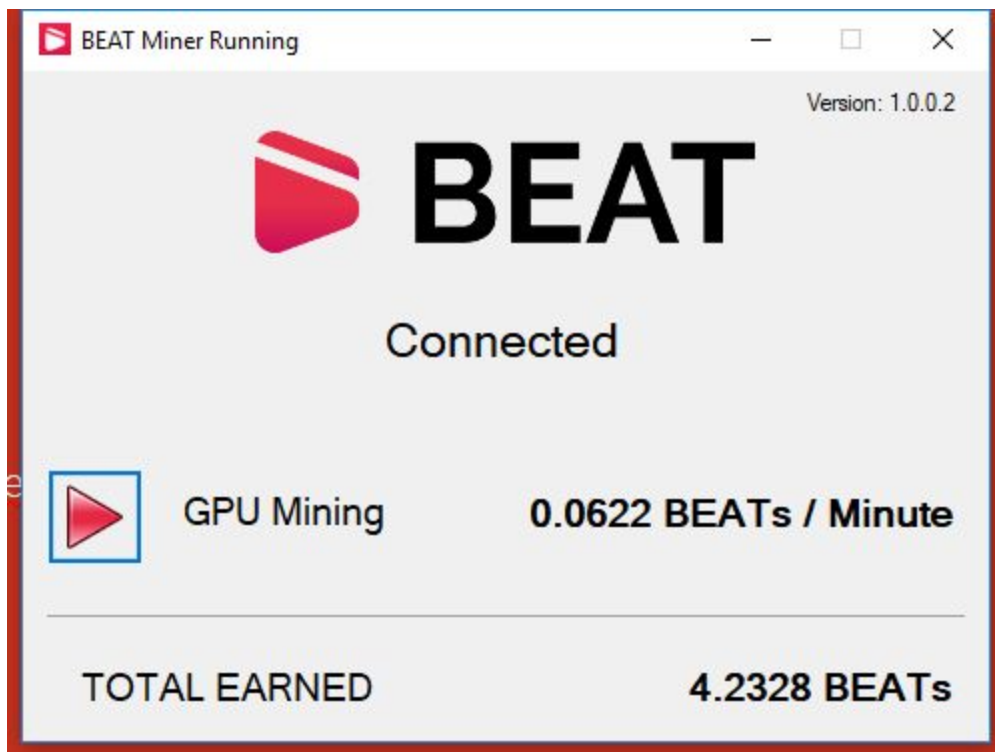 BEAT Miner Running
Version: 1.0.0.2
BEAT
Connected
e
GPU Mining 0.0622 BEATs / Minute
TOTAL EARNED 4.2328 BEATs